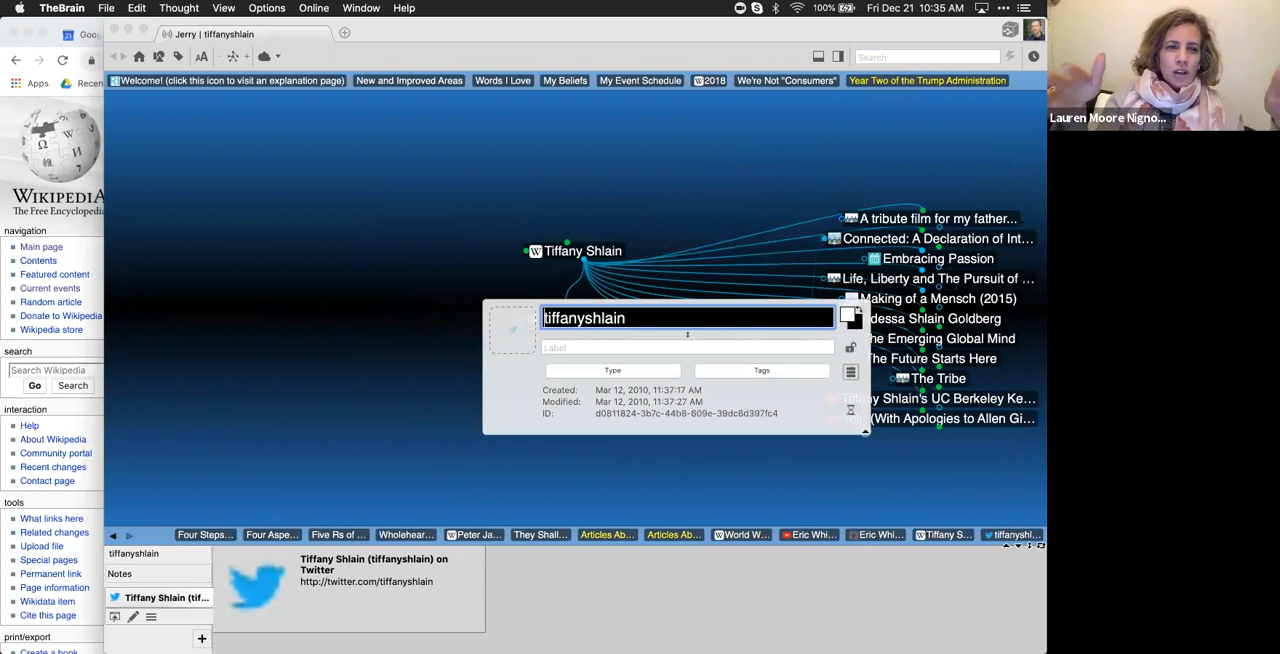 TheBrain File Edit Thought View Options Online Window Help
100% Fri Dec 21 10:35 AM
21
Jerry | tiffanyshlain
AA
Search
Apps
Welcome! (click this icon to visit an explanation page) New and Improved Areas Words I Love My Beliefs My Event Schedule 2018 We're Not "Consumers" Year Two of the Trump Administration
Lauren Moore Nigno...
WIKIPEDIA
The Free Encyclopedia
navigation
Main page
Contents
Featured content
Current events
Random article
Donate to Wikipedia
Wikipedia store
search
Search Wikipedia
Go Search
interaction
Help
About Wikipedia
Community portal
Recent changes
Contact page
tools
What links here
Related changes
Upload file
Special pages
Permanent link
Page information
Wikidata item
Cite this page
print/export
Create a book
Tiffany Shlain
A tribute film for my father...
Connected: A Declaration of Int...
Embracing Passion
Life, Liberty and The Pursuit of ...
Making of a Mensch (2015)
Shlain Goldberg
The Emerging Global Mind
The Future Starts Here
The Tribe
Shlain's UC Berkeley Ke...
(With Apologies to Allen Gi...
tiffanyshlain
Label
Type Tags
Created: Mar 12, 2010, 11:37:17 AM
Modified: Mar 12, 2010, 11:37:27 AM
ID: d0811824-3b7c-44b8-609e-39dc6d397fc4
Four Steps... Four Aspe... Five Rs of ... Wholehear... Peter Ja... They Shall... Articles Ab... Articles Ab... World W... Eric Whi... Eric Whi... Tiffany S... tiffanyshl...
tiffanyshlain
Notes
Tiffany Shlain (tif...
Tiffany Shlain (tiffanyshlain) on
Twitter
http://twitter.com/tiffanyshlain